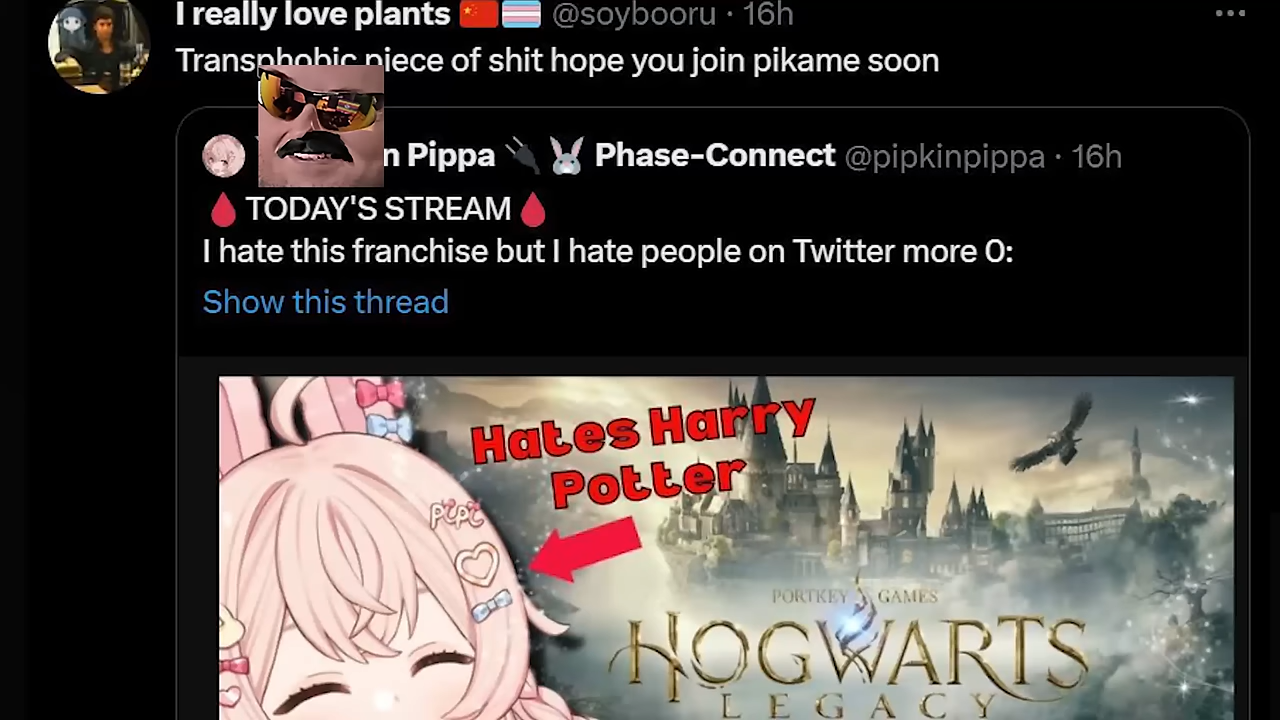 I really love plants 🇨🇳🏳️‍⚧️ @soybooru · 16h
Transphobic piece of shit hope you join pikame soon
n Pippa 🔌🐰 Phase-Connect @pipkinpippa · 16h
🩸 TODAY'S STREAM 🩸
I hate this franchise but I hate people on Twitter more 0:
Show this thread
Hates Harry
Potter
pipi
PORTKEY GAMES
HOGWARTS
LEGACY